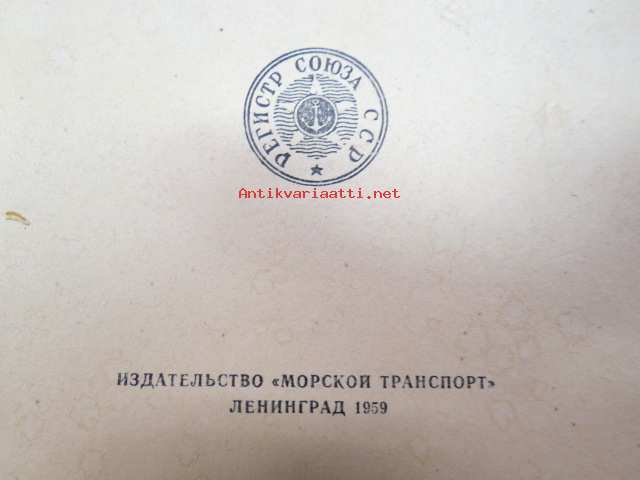 РЕГИСТР СОЮЗА ССР
Antikvariaatti.net
ИЗДАТЕЛЬСТВО «МОРСКОЙ ТРАНСПОРТ»
ЛЕНИНГРАД 1959